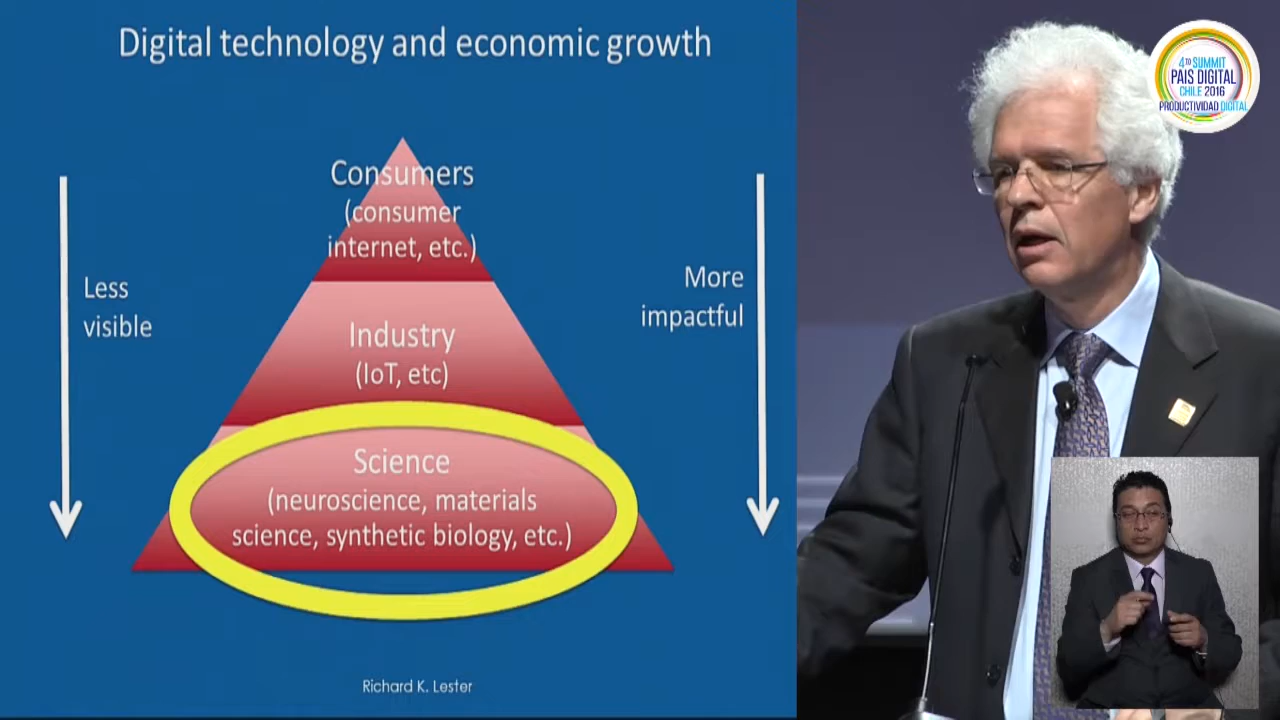 Digital technology and economic growth
Consumers
(consumer
internet, etc.)
Less
visible
More
impactful
Industry
(IoT, etc)
Science
(neuroscience, materials
science, synthetic biology, etc.)
Richard K. Lester
4TO SUMMIT
PAIS DIGITAL
CHILE 2016
PRODUCTIVIDAD DIGITAL